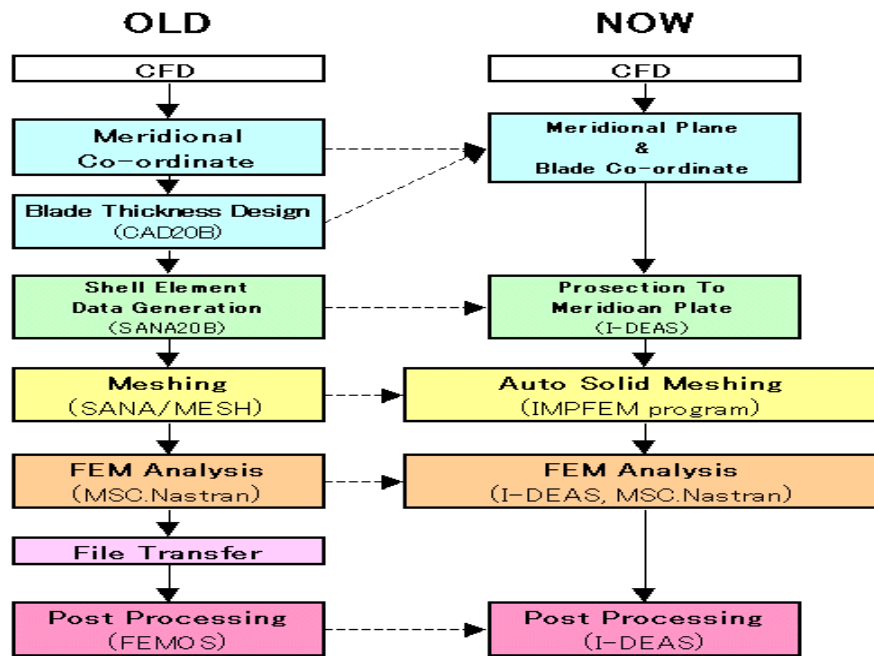 OLD
CFD
Meridional
Co-ordinate
Blade Thickness Design
(CAD20B)
Shell Element
Data Generation
(SANA20B)
Meshing
(SANA/MESH)
FEM Analysis
(MSC.Nastran)
File Transfer
Post Processing
(FEMOS)
NOW
CFD
Meridional Plane
&
Blade Co-ordinate
Prosection To
Meridioan Plate
(I-DEAS)
Auto Solid Meshing
(IMPFEM program)
FEM Analysis
(I-DEAS, MSC.Nastran)
Post Processing
(I-DEAS)